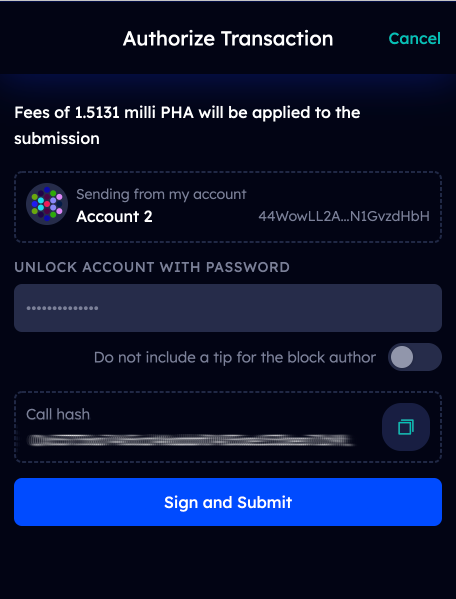 Authorize Transaction
Cancel
Fees of 1.5131 milli PHA will be applied to the
submission
Sending from my account
Account 2
44WowLL2A...N1GvzdHbH
UNLOCK ACCOUNT WITH PASSWORD
••••••••••••••
Do not include a tip for the block author
Call hash
Sign and Submit